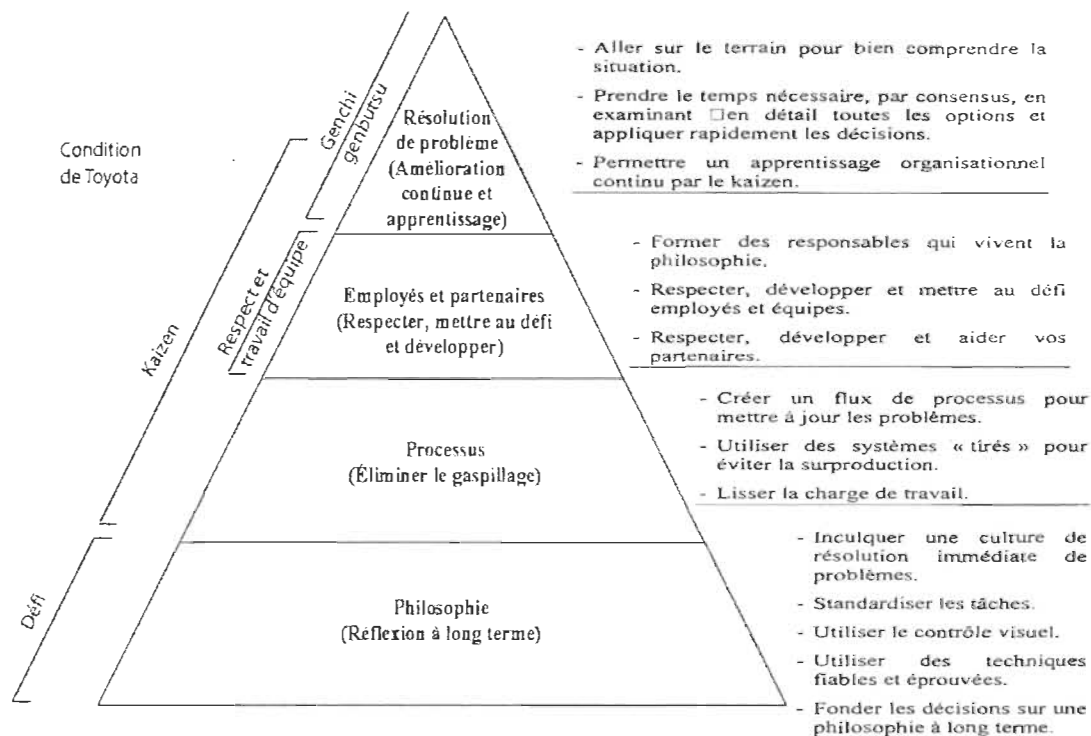 Condition
de Toyota
Genchi
genbutsu
Respect et
travail d'équipe
Kaizen
Défi
Résolution
de problème
(Amélioration
continue et
apprentissage)
Employés et partenaires
(Respecter, mettre au défi
et développer)
Processus
(Éliminer le gaspillage)
Philosophie
(Réflexion à long terme)
- Aller sur le terrain pour bien comprendre la
situation.
- Prendre le temps nécessaire, par consensus, en
examinant □en détail toutes les options et
appliquer rapidement les décisions.
- Permettre un apprentissage organisationnel
continu par le kaizen.
- Former des responsables qui vivent la
philosophie.
- Respecter, développer et mettre au défi
employés et équipes.
- Respecter, développer et aider vos
partenaires.
- Créer un flux de processus pour
mettre à jour les problèmes.
- Utiliser des systèmes « tirés » pour
éviter la surproduction.
- Lisser la charge de travail.
- Inculquer une culture de
résolution immédiate de
problèmes.
- Standardiser les tâches.
- Utiliser le contrôle visuel.
- Utiliser des techniques
fiables et éprouvées.
- Fonder les décisions sur une
philosophie à long terme.